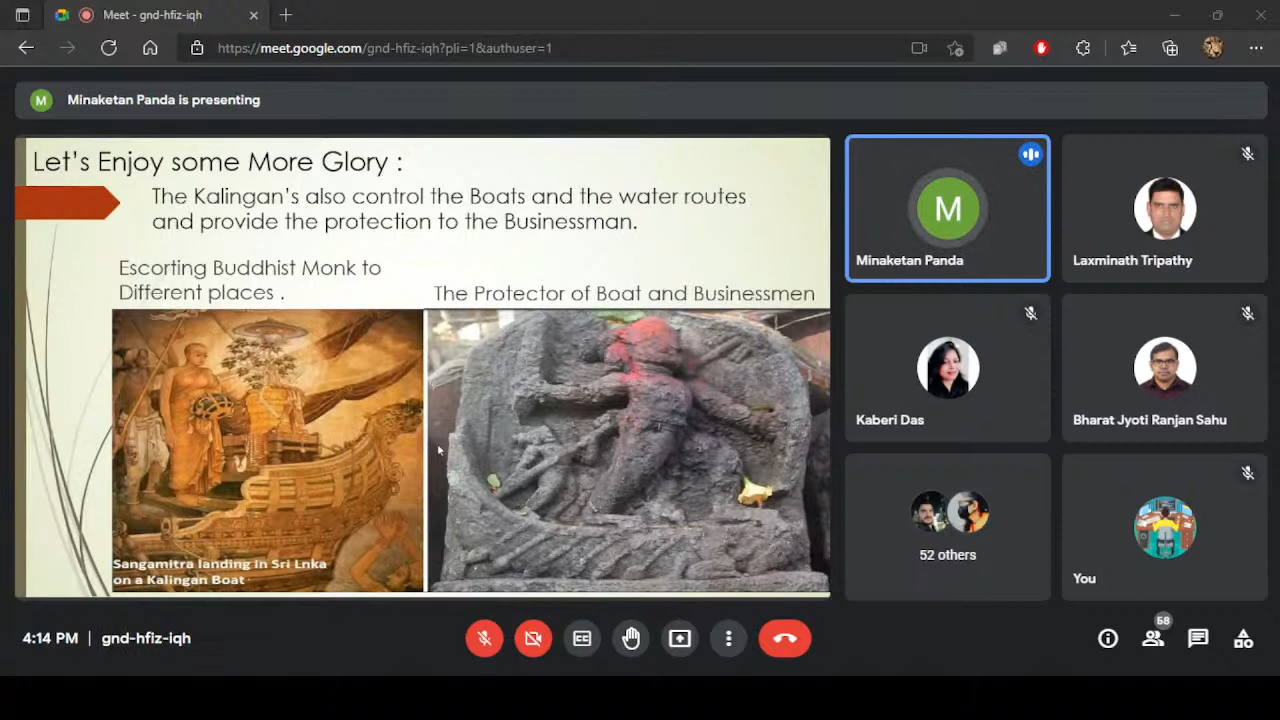 Meet - gnd-hfiz-iqh
https://meet.google.com/gnd-hfiz-iqh?pli=1&authuser=1
M
Minaketan Panda is presenting
Let's Enjoy some More Glory :
The Kalingan's also control the Boats and the water routes
and provide the protection to the Businessman.
Escorting Buddhist Monk to
Different places .
The Protector of Boat and Businessmen
Sangamitra landing in Sri Lnka
on a Kalingan Boat
M
Minaketan Panda
Laxminath Tripathy
Kaberi Das
Bharat Jyoti Ranjan Sahu
52 others
You
4:14 PM | gnd-hfiz-iqh
CC
58